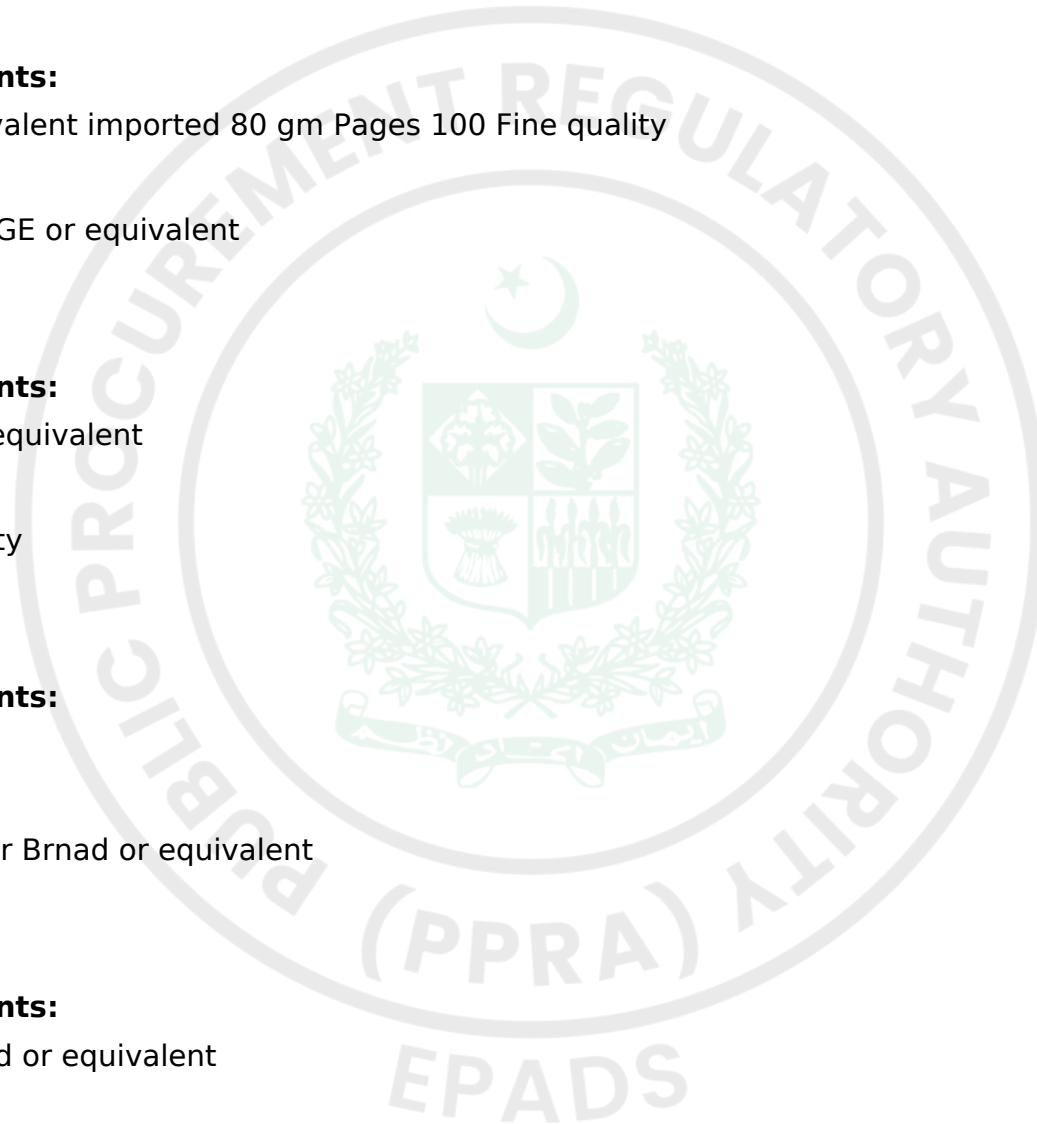 nts:
valent imported 80 gm Pages 100 Fine quality
GE or equivalent
nts:
equivalent
ty
nts:
r Brnad or equivalent
nts:
d or equivalent
PUBLIC PROCUREMENT REGULATORY AUTHORITY
(PPRA)
EPADS